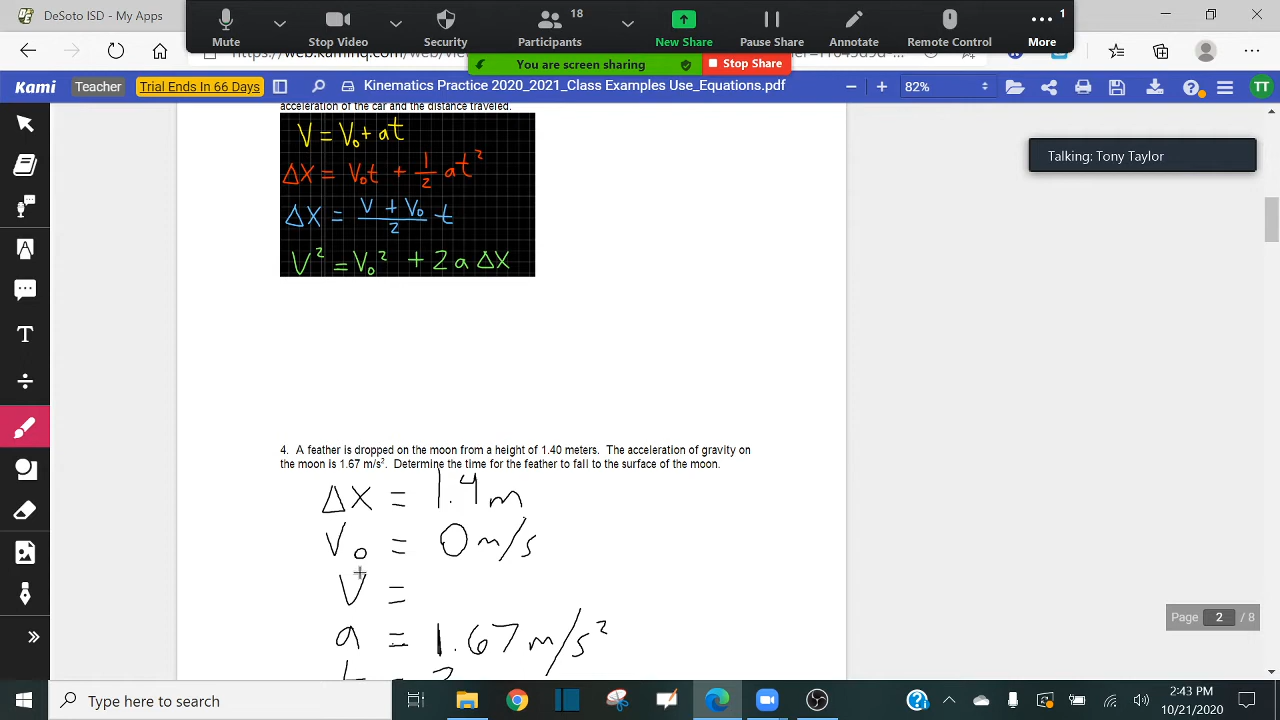 DeSoto ISD - Zoom
Mute
Stop Video
Security
18
Participants
New Share
Pause Share
Annotate
Remote Control
1
More
You are screen sharing
Stop Share
Kami
Teacher
Trial Ends In 66 Days
Kinematics Practice 2020_2021_Class Examples Use_Equations.pdf
82%
TT
Talking: Tony Taylor
acceleration of the car and the distance traveled.
V = V₀ + at
ΔX = V₀t + 1/2 at²
ΔX = V + V₀/2 t
V² = V₀² + 2a ΔX
4. A feather is dropped on the moon from a height of 1.40 meters. The acceleration of gravity on
the moon is 1.67 m/s². Determine the time for the feather to fall to the surface of the moon.
ΔX = 1.4 m
V₀ = 0 m/s
V =
a = 1.67 m/s²
Page 2 / 8
Type here to search
2:43 PM
10/21/2020